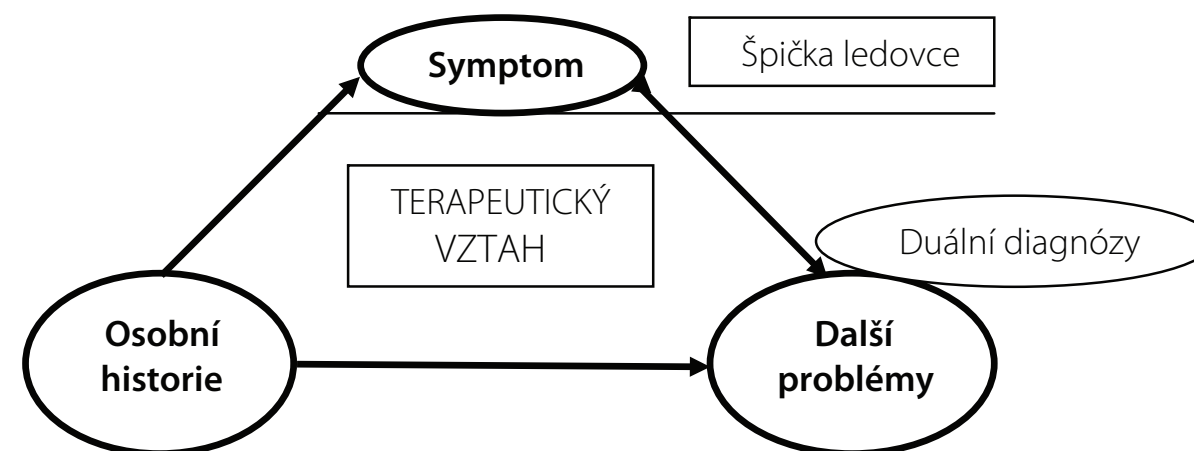 Symptom
Špička ledovce
TERAPEUTICKÝ
VZTAH
Duální diagnózy
Osobní
historie
Další
problémy